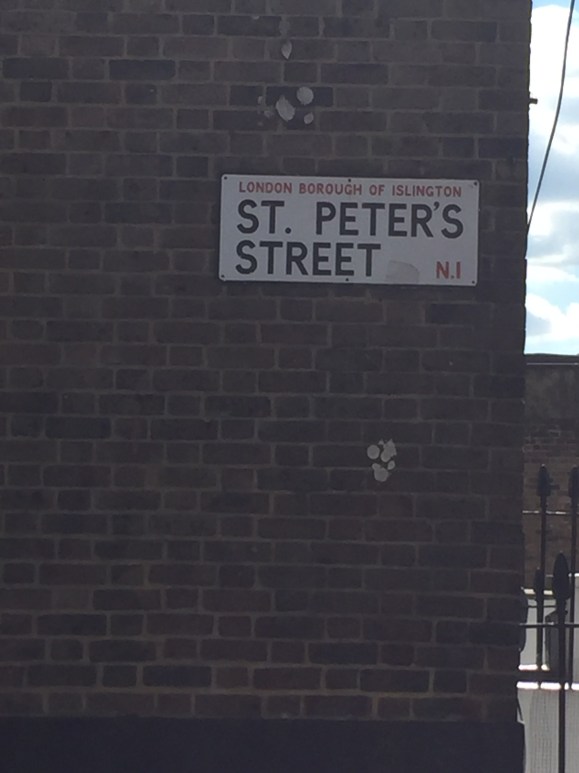 LONDON BOROUGH OF ISLINGTON
ST. PETER'S
STREET N.1